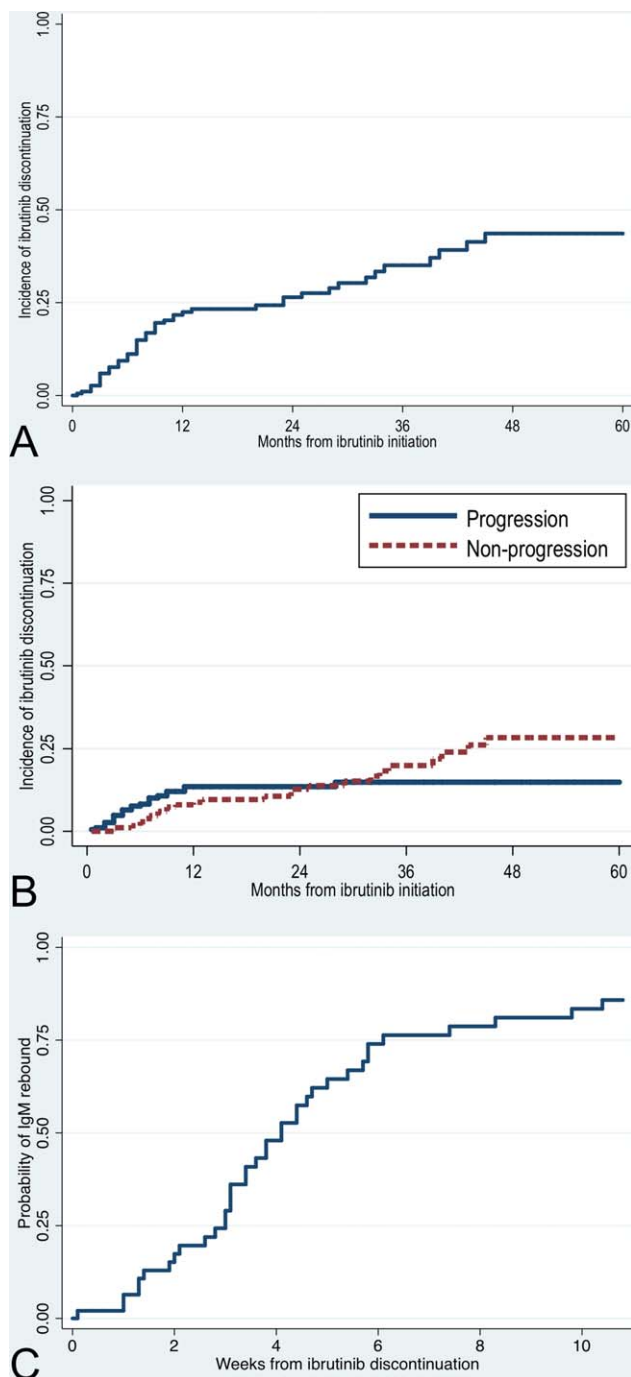 1.00
0.75
0.50
0.25
0.00
Incidence of ibrutinib discontinuation
0 12 24 36 48 60
Months from ibrutinib initiation
A
1.00
0.75
0.50
0.25
0.00
Incidence of ibrutinib discontinuation
Progression
Non-progression
0 12 24 36 48 60
Months from ibrutinib initiation
B
1.00
0.75
0.50
0.25
0.00
Probability of IgM rebound
0 2 4 6 8 10
Weeks from ibrutinib discontinuation
C